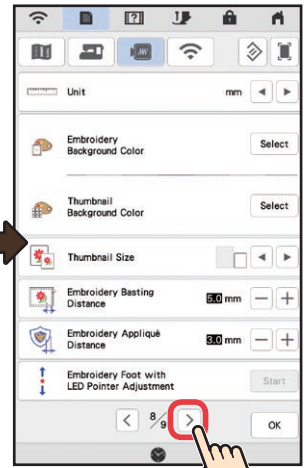 Unit mm
Embroidery
Background Color
Select
Thumbnail
Background Color
Select
Thumbnail Size
Embroidery Basting
Distance
5.0 mm
Embroidery Appliqué
Distance
3.0 mm
Embroidery Foot with
LED Pointer Adjustment
Start
8/9
OK